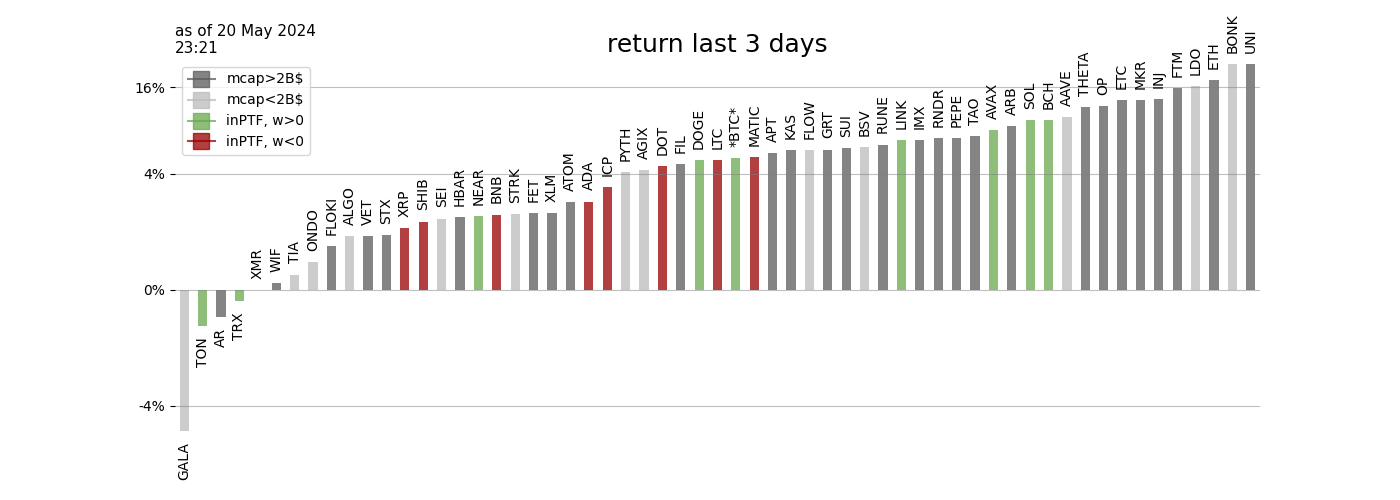 as of 20 May 2024
23:21
return last 3 days
mcap>2B$
mcap<2B$
inPTF, w>0
inPTF, w<0
16%
4%
0%
-4%
GALA
TON
AR
TRX
XMR
WIF
TIA
ONDO
FLOKI
ALGO
VET
STX
XRP
SHIB
SEI
HBAR
NEAR
BNB
STRK
FET
XLM
ATOM
ADA
ICP
PYTH
AGIX
DOT
FIL
DOGE
LTC
*BTC*
MATIC
APT
KAS
FLOW
GRT
SUI
BSV
RUNE
LINK
IMX
RNDR
PEPE
TAO
AVAX
ARB
SOL
BCH
AAVE
THETA
OP
ETC
MKR
INJ
FTM
LDO
ETH
BONK
UNI